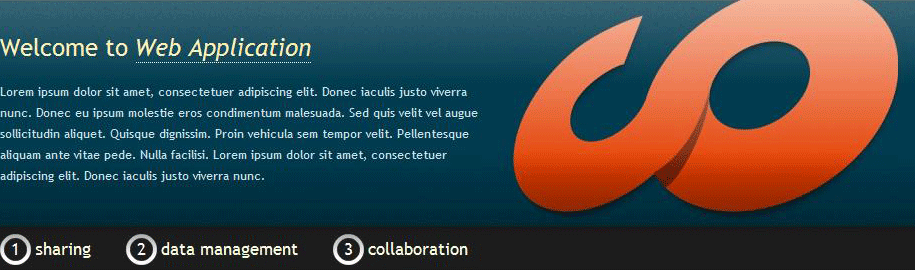 Welcome to Web Application
Lorem ipsum dolor sit amet, consectetuer adipiscing elit. Donec iaculis justo viverra
nunc. Donec eu ipsum molestie eros condimentum malesuada. Sed quis velit vel augue
sollicitudin aliquet. Quisque dignissim. Proin vehicula sem tempor velit. Pellentesque
aliquam ante vitae pede. Nulla facilisi. Lorem ipsum dolor sit amet, consectetuer
adipiscing elit. Donec iaculis justo viverra nunc.
1 sharing 2 data management 3 collaboration